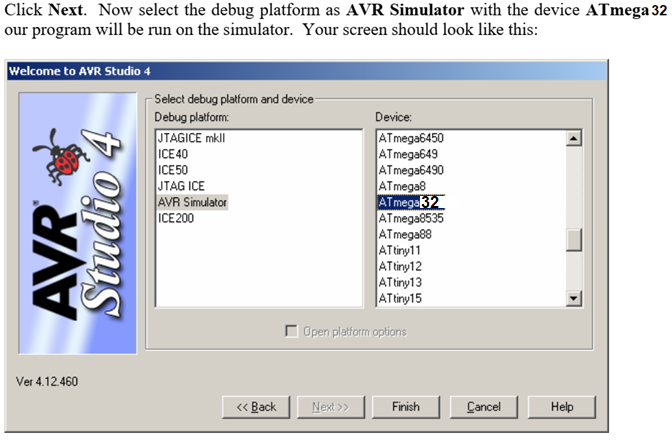 Click Next. Now select the debug platform as AVR Simulator with the device ATmega32
our program will be run on the simulator. Your screen should look like this:
Welcome to AVR Studio 4
Select debug platform and device
Debug platform:
JTAGICE mkII
ICE40
ICE50
JTAG ICE
AVR Simulator
ICE200
Device:
ATmega6450
ATmega649
ATmega6490
ATmega8
ATmega32
ATmega8535
ATmega88
ATtiny11
ATtiny12
ATtiny13
ATtiny15
Open platform options
AVR
Studio 4
Ver 4.12.460
<< Back
Next >>
Finish
Cancel
Help